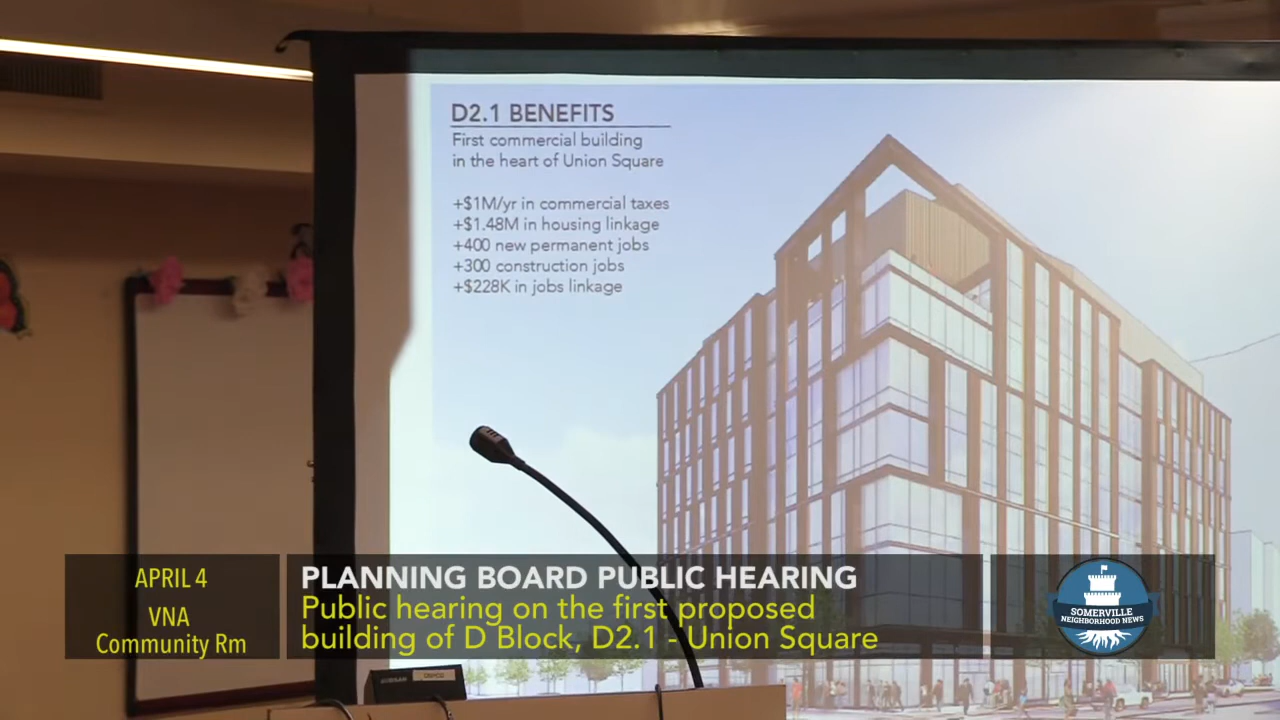 D2.1 BENEFITS
First commercial building
in the heart of Union Square
+$1M/yr in commercial taxes
+$1.48M in housing linkage
+400 new permanent jobs
+300 construction jobs
+$228K in jobs linkage
APRIL 4
VNA
Community Rm
PLANNING BOARD PUBLIC HEARING
Public hearing on the first proposed
building of D Block, D2.1 - Union Square
SOMERVILLE
NEIGHBORHOOD NEWS